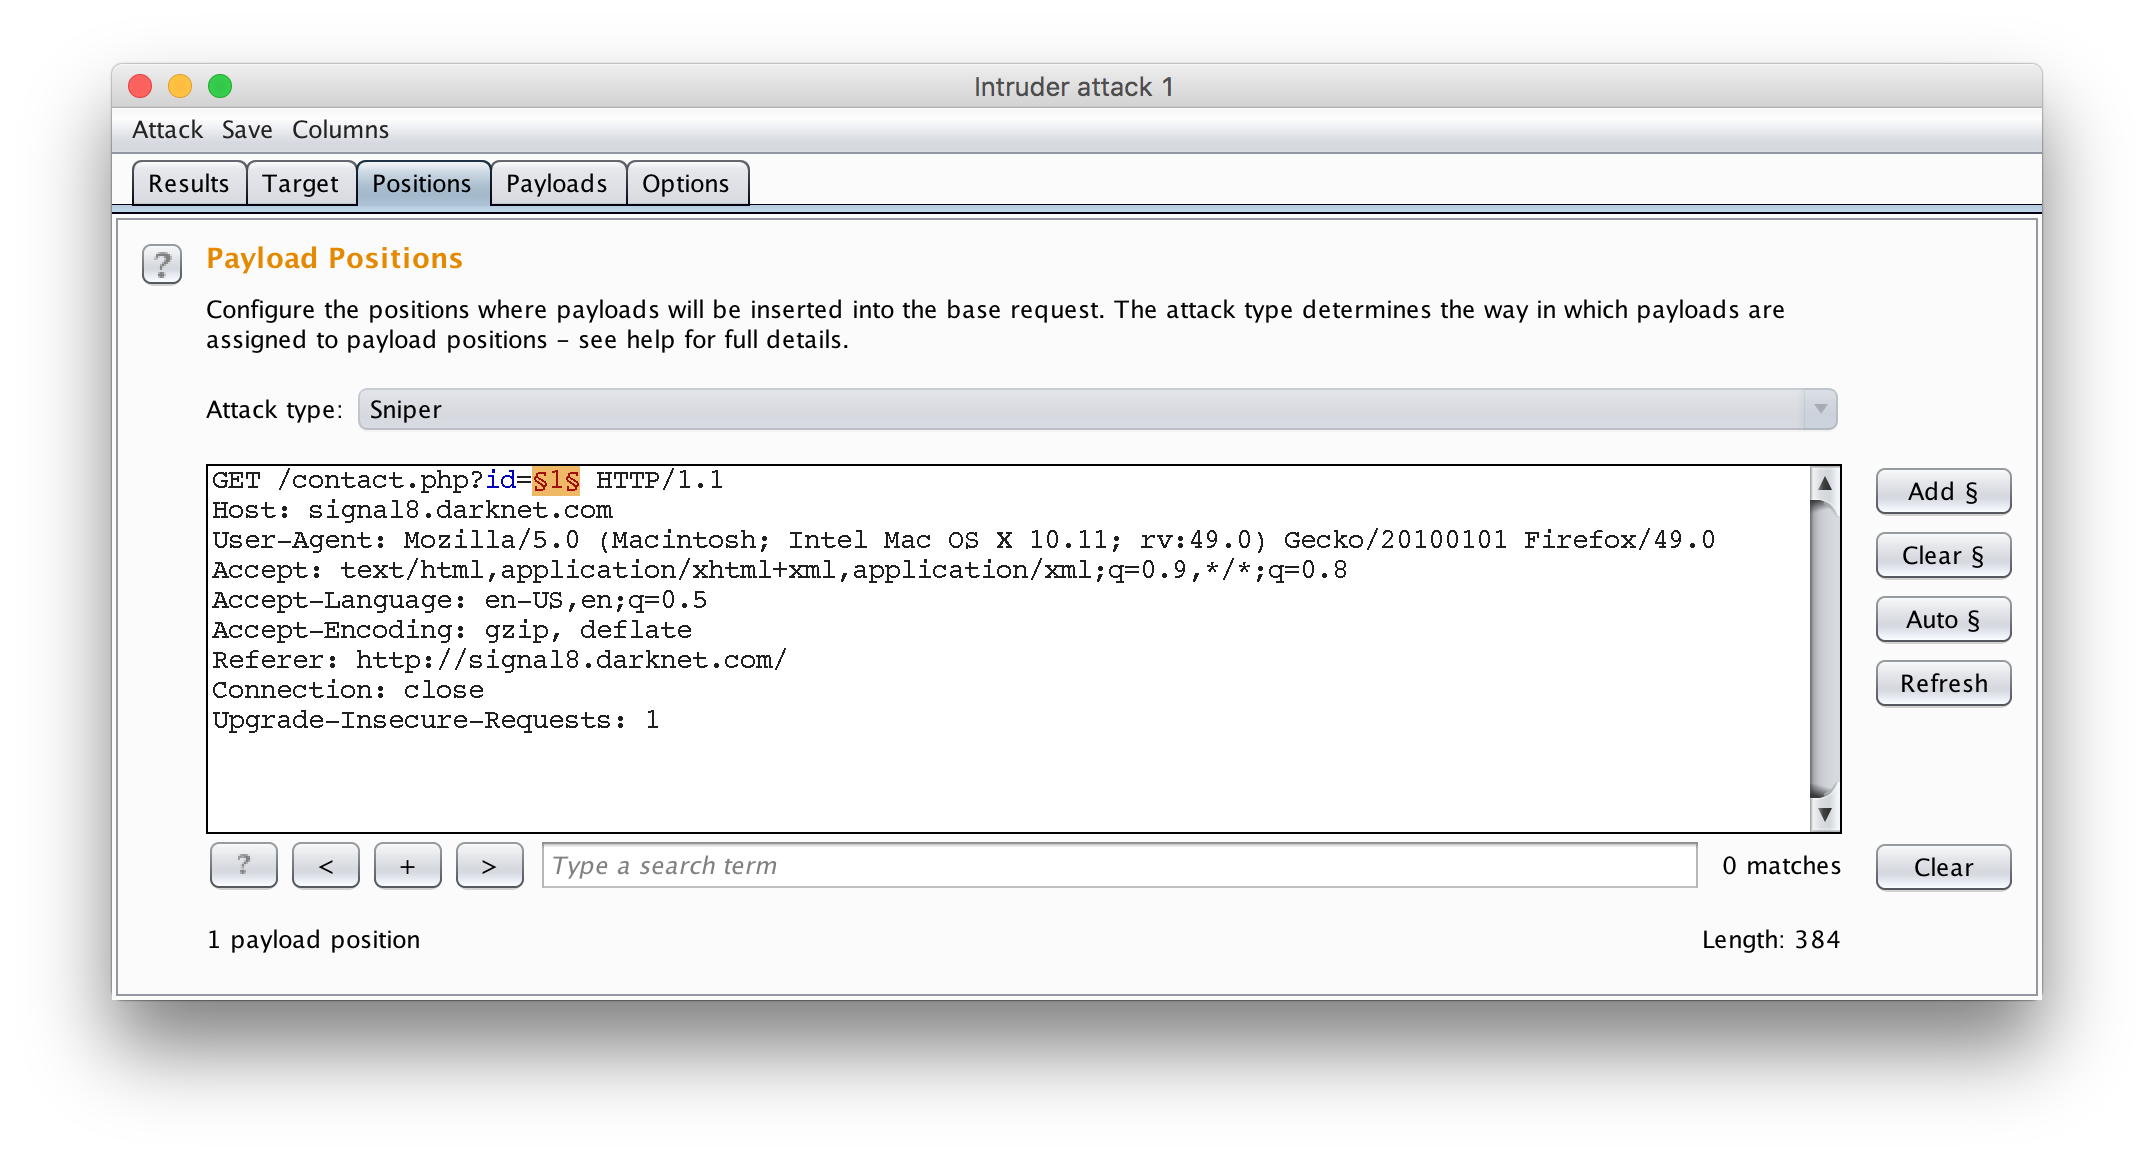 Intruder attack 1
Attack Save Columns
Results Target Positions Payloads Options
? Payload Positions
Configure the positions where payloads will be inserted into the base request. The attack type determines the way in which payloads are
assigned to payload positions – see help for full details.
Attack type: Sniper
GET /contact.php?id=§1§ HTTP/1.1
Host: signal8.darknet.com
User-Agent: Mozilla/5.0 (Macintosh; Intel Mac OS X 10.11; rv:49.0) Gecko/20100101 Firefox/49.0
Accept: text/html,application/xhtml+xml,application/xml;q=0.9,*/*;q=0.8
Accept-Language: en-US,en;q=0.5
Accept-Encoding: gzip, deflate
Referer: http://signal8.darknet.com/
Connection: close
Upgrade-Insecure-Requests: 1
Add §
Clear §
Auto §
Refresh
? < + > Type a search term 0 matches Clear
1 payload position Length: 384